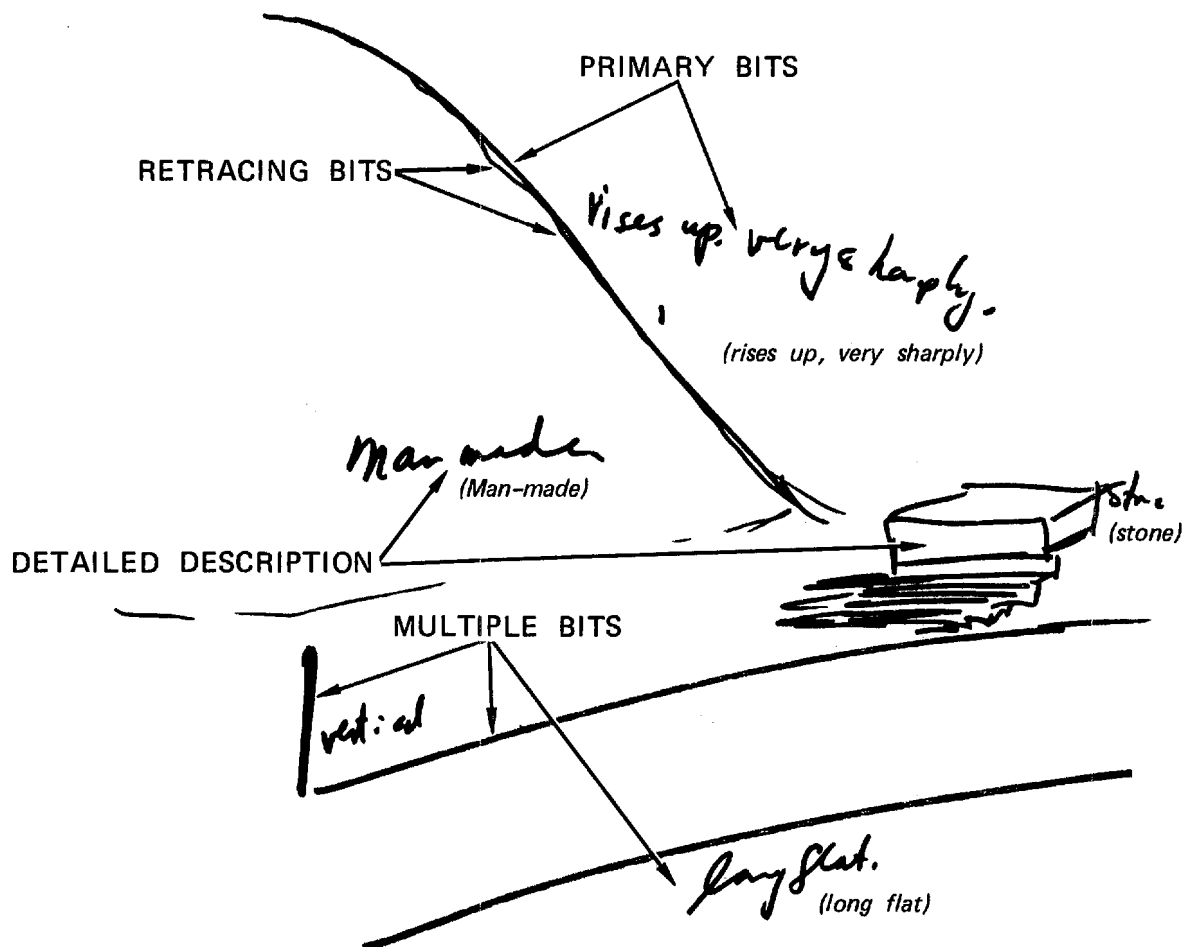 PRIMARY BITS
RETRACING BITS
rises up. very sharply.
(rises up, very sharply)
Man made
(Man-made)
stone
(stone)
DETAILED DESCRIPTION
MULTIPLE BITS
vertical
long flat.
(long flat)